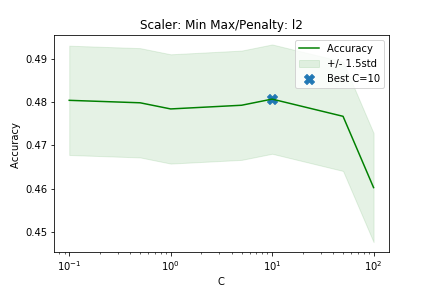 Scaler: Min Max/Penalty: l2
Accuracy
+/- 1.5std
Best C=10
0.49
0.48
0.47
0.46
0.45
Accuracy
10⁻¹
10⁰
10¹
10²
C